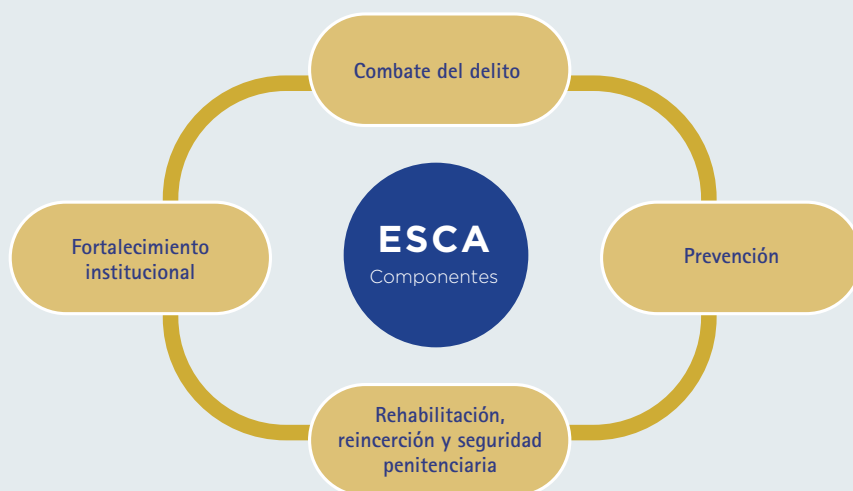 Combate del delito
Fortalecimiento
institucional
ESCA
Componentes
Prevención
Rehabilitación,
reincerción y seguridad
penitenciaria